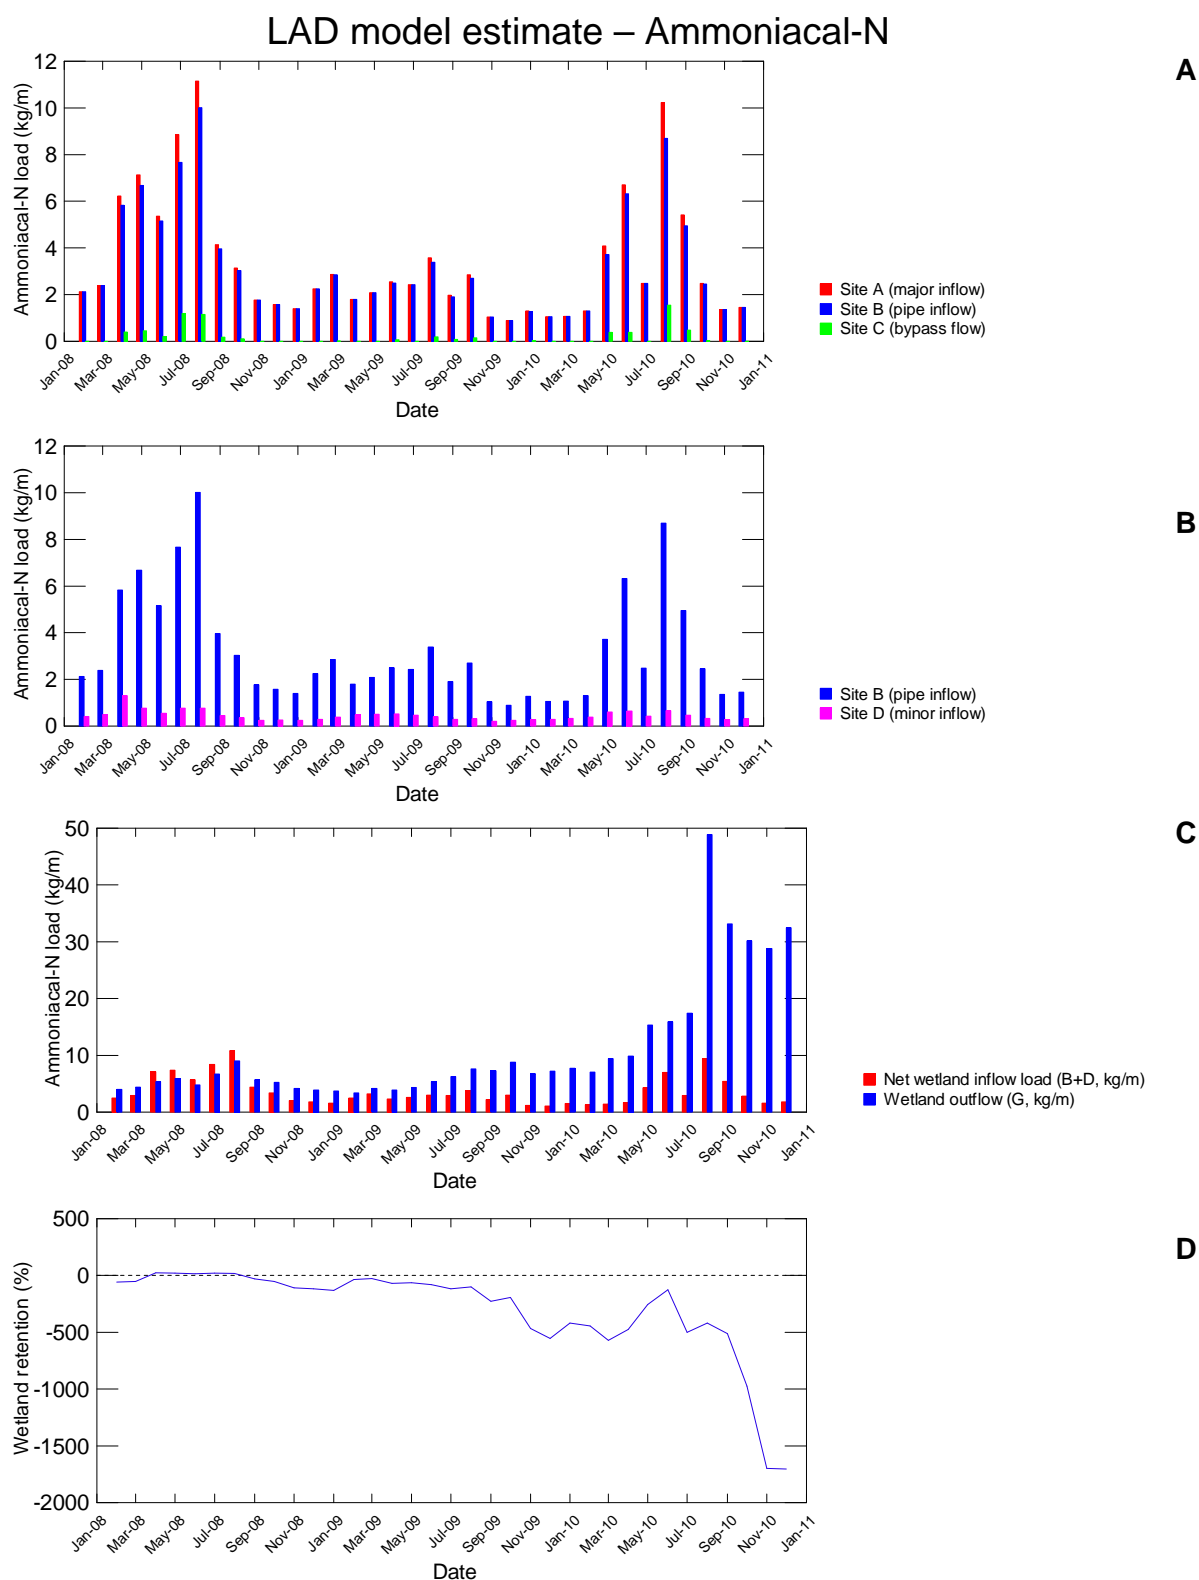 LAD model estimate – Ammoniacal-N
A
Ammoniacal-N load (kg/m)
12
10
8
6
4
2
0
Jan-08 Mar-08 May-08 Jul-08 Sep-08 Nov-08 Jan-09 Mar-09 May-09 Jul-09 Sep-09 Nov-09 Jan-10 Mar-10 May-10 Jul-10 Sep-10 Nov-10 Jan-11
Date
Site A (major inflow)
Site B (pipe inflow)
Site C (bypass flow)
B
Ammoniacal-N load (kg/m)
12
10
8
6
4
2
0
Jan-08 Mar-08 May-08 Jul-08 Sep-08 Nov-08 Jan-09 Mar-09 May-09 Jul-09 Sep-09 Nov-09 Jan-10 Mar-10 May-10 Jul-10 Sep-10 Nov-10 Jan-11
Date
Site B (pipe inflow)
Site D (minor inflow)
C
Ammoniacal-N load (kg/m)
50
40
30
20
10
0
Jan-08 Mar-08 May-08 Jul-08 Sep-08 Nov-08 Jan-09 Mar-09 May-09 Jul-09 Sep-09 Nov-09 Jan-10 Mar-10 May-10 Jul-10 Sep-10 Nov-10 Jan-11
Date
Net wetland inflow load (B+D, kg/m)
Wetland outflow (G, kg/m)
D
Wetland retention (%)
500
0
-500
-1000
-1500
-2000
Jan-08 Mar-08 May-08 Jul-08 Sep-08 Nov-08 Jan-09 Mar-09 May-09 Jul-09 Sep-09 Nov-09 Jan-10 Mar-10 May-10 Jul-10 Sep-10 Nov-10 Jan-11
Date